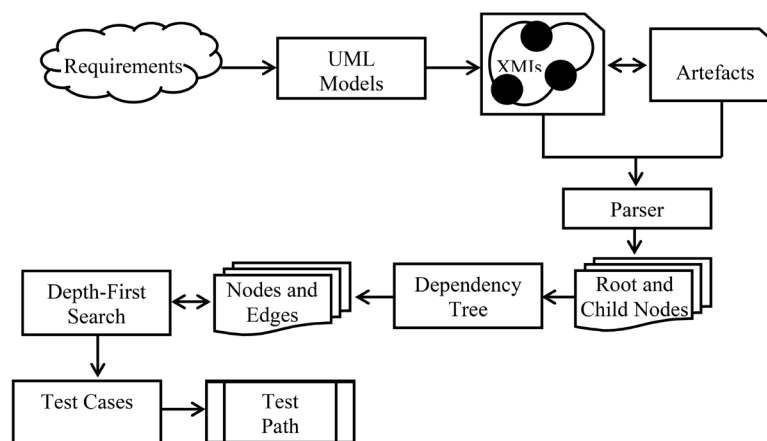 Requirements
UML
Models
XMIs
Artefacts
Parser
Depth-First
Search
Nodes and
Edges
Dependency
Tree
Root and
Child Nodes
Test Cases
Test
Path